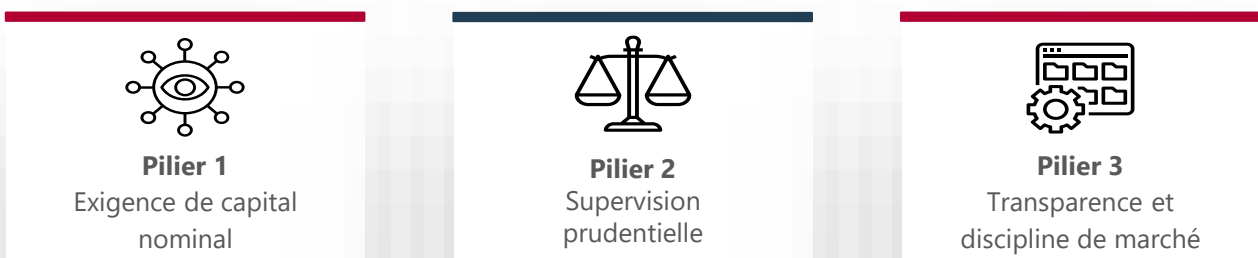 Pilier 1
Exigence de capital
nominal
Pilier 2
Supervision
prudentielle
Pilier 3
Transparence et
discipline de marché